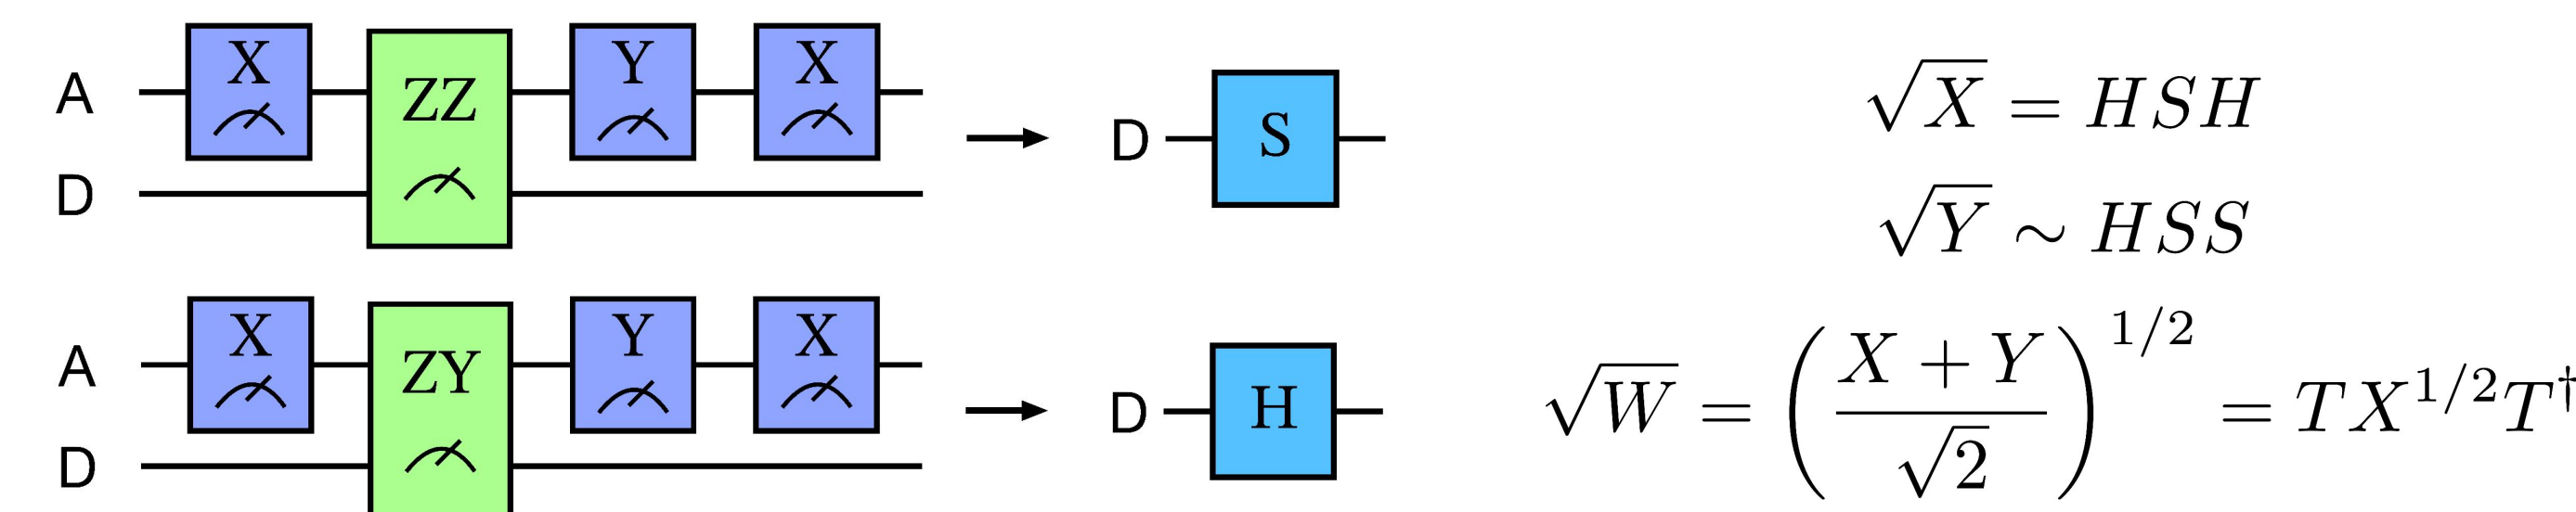 A X ZZ Y X
D
D S
√X = HSH
√Y ∼ HSS
A X ZY Y X
D
D H
√W = ((X + Y)/√2)^{1/2} = TX^{1/2}T^†